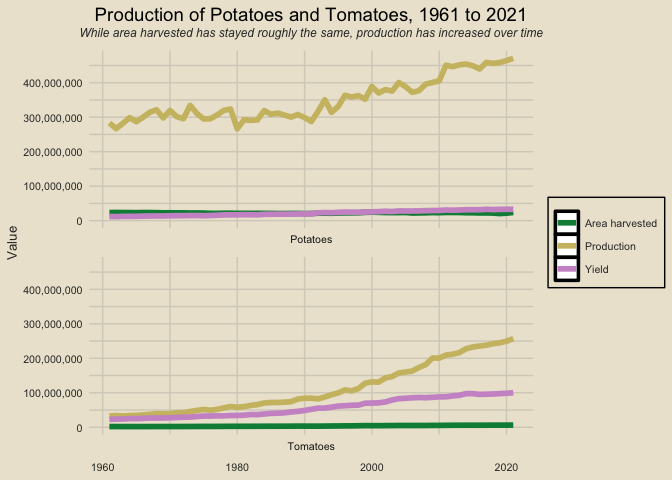 Production of Potatoes and Tomatoes, 1961 to 2021
While area harvested has stayed roughly the same, production has increased over time
Value
400,000,000
300,000,000
200,000,000
100,000,000
0
Potatoes
400,000,000
300,000,000
200,000,000
100,000,000
0
Tomatoes
1960 1980 2000 2020
Area harvested
Production
Yield